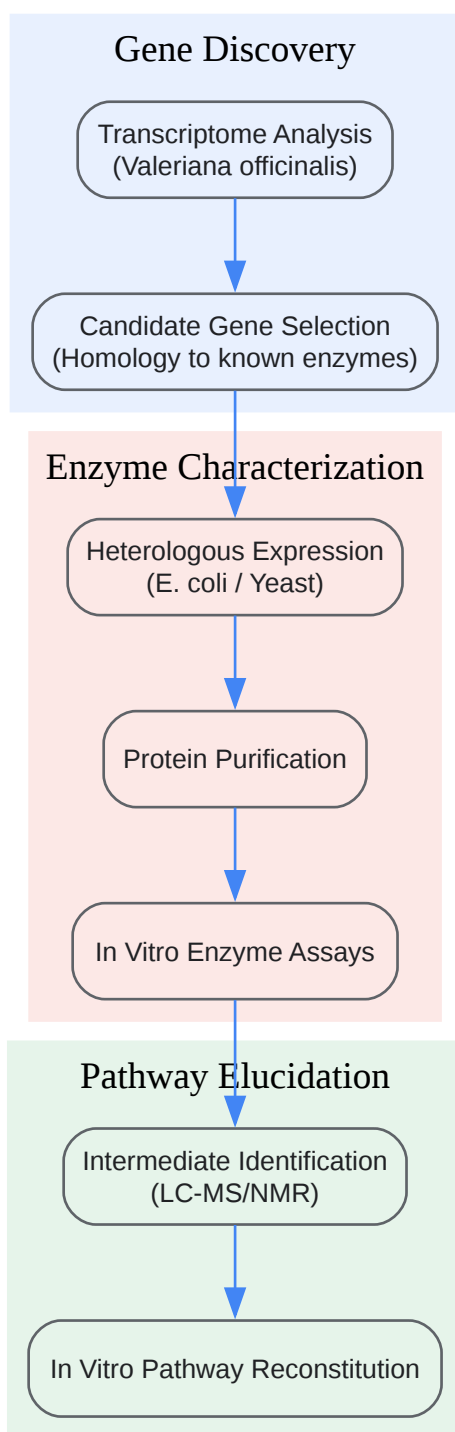 Gene Discovery
Transcriptome Analysis
(Valeriana officinalis)
Candidate Gene Selection
(Homology to known enzymes)
Enzyme Characterization
Heterologous Expression
(E. coli / Yeast)
Protein Purification
In Vitro Enzyme Assays
Pathway Elucidation
Intermediate Identification
(LC-MS/NMR)
In Vitro Pathway Reconstitution